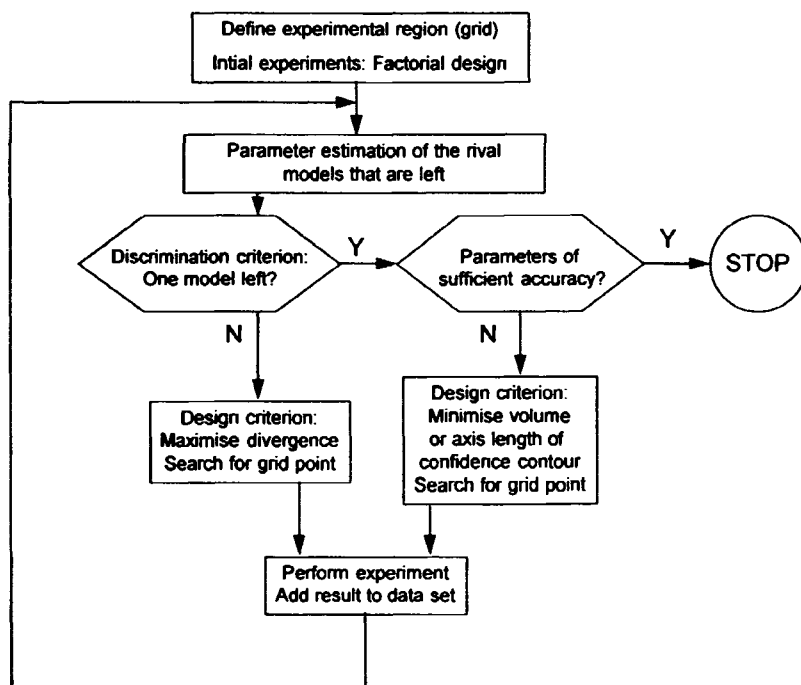 Define experimental region (grid)
Intial experiments: Factorial design
Parameter estimation of the rival
models that are left
Discrimination criterion:
One model left?
Y
Parameters of
sufficient accuracy?
Y
STOP
N
N
Design criterion:
Maximise divergence
Search for grid point
Design criterion:
Minimise volume
or axis length of
confidence contour
Search for grid point
Perform experiment
Add result to data set